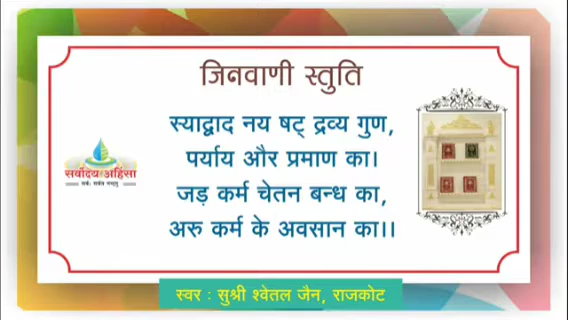 जिनवाणी स्तुति
स्याद्वाद नय षट् द्रव्य गुण,
पर्याय और प्रमाण का।
जड़ कर्म चेतन बन्ध का,
अरु कर्म के अवसान का।।
सर्वोदय अहिंसा
स्वर : सुश्री श्वेतल जैन, राजकोट